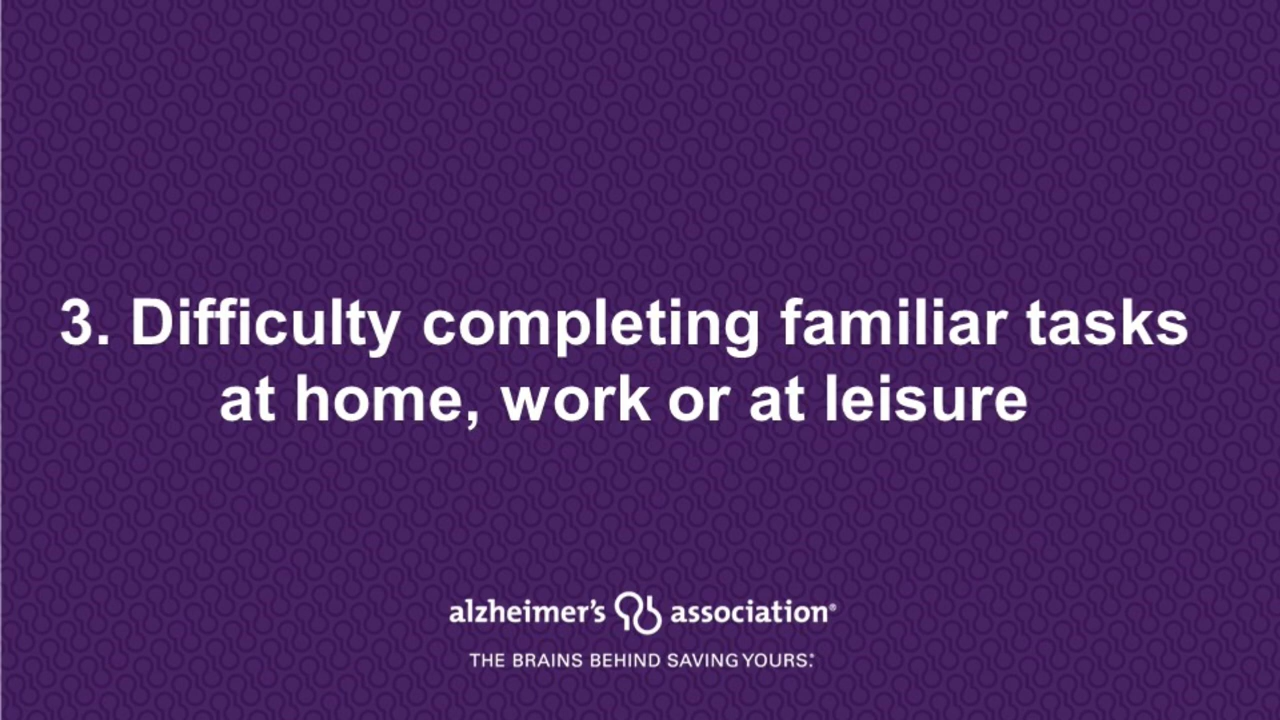 3. Difficulty completing familiar tasks
at home, work or at leisure
alzheimer's association®
THE BRAINS BEHIND SAVING YOURS.®